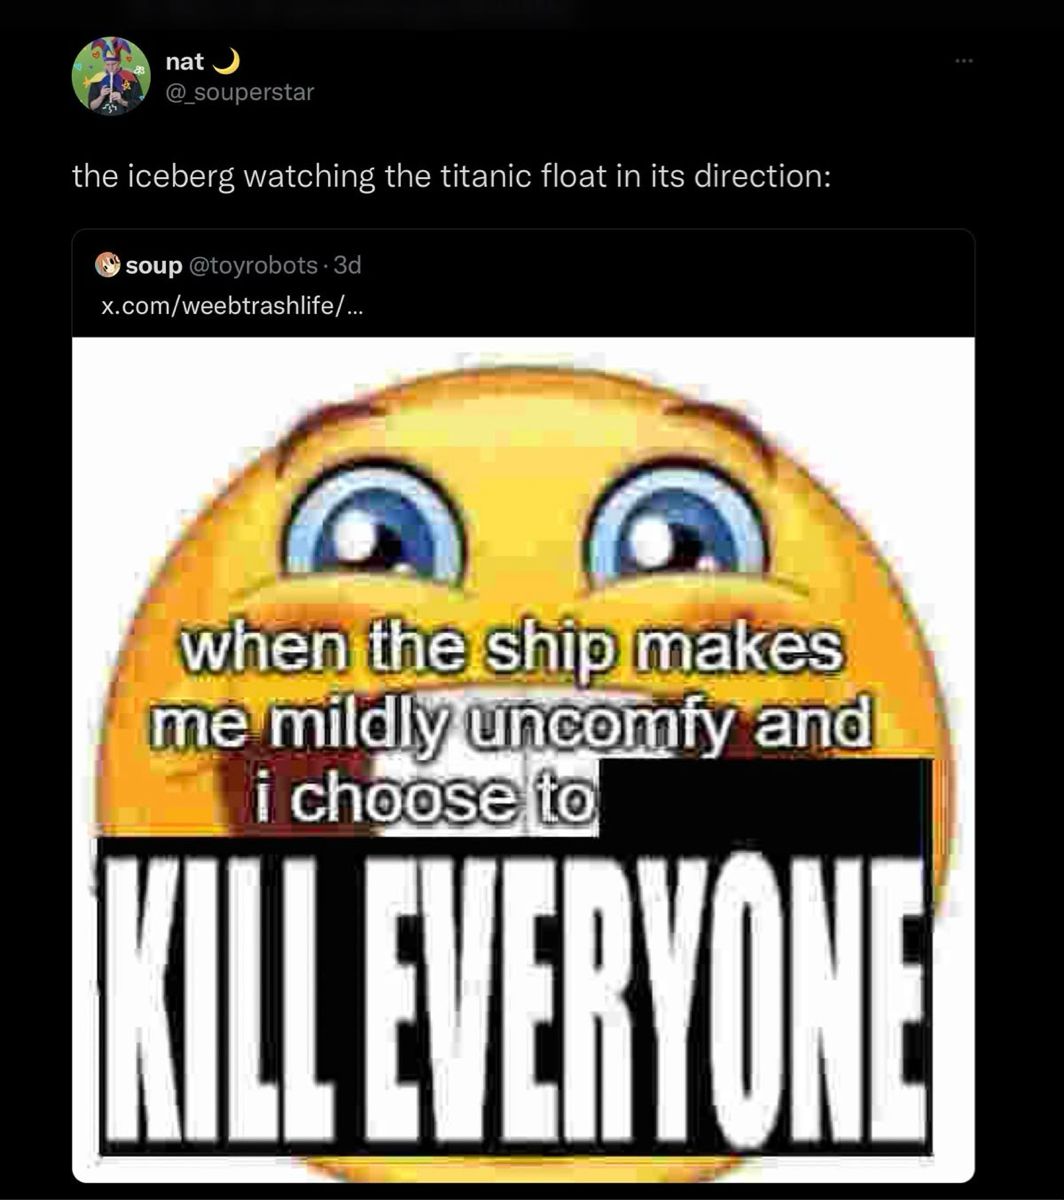 nat 🌙
@_souperstar
the iceberg watching the titanic float in its direction:
soup @toyrobots · 3d
x.com/weebtrashlife/...
when the ship makes
me mildly uncomfy and
i choose to
KILL EVERYONE